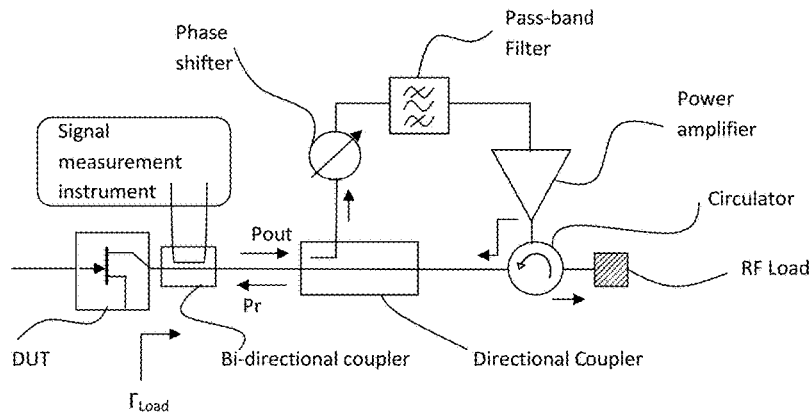 Phase
shifter
Pass-band
Filter
Power
amplifier
Signal
measurement
instrument
Circulator
Pout
RF Load
Pr
DUT
Bi-directional coupler
Directional Coupler
ΓLoad